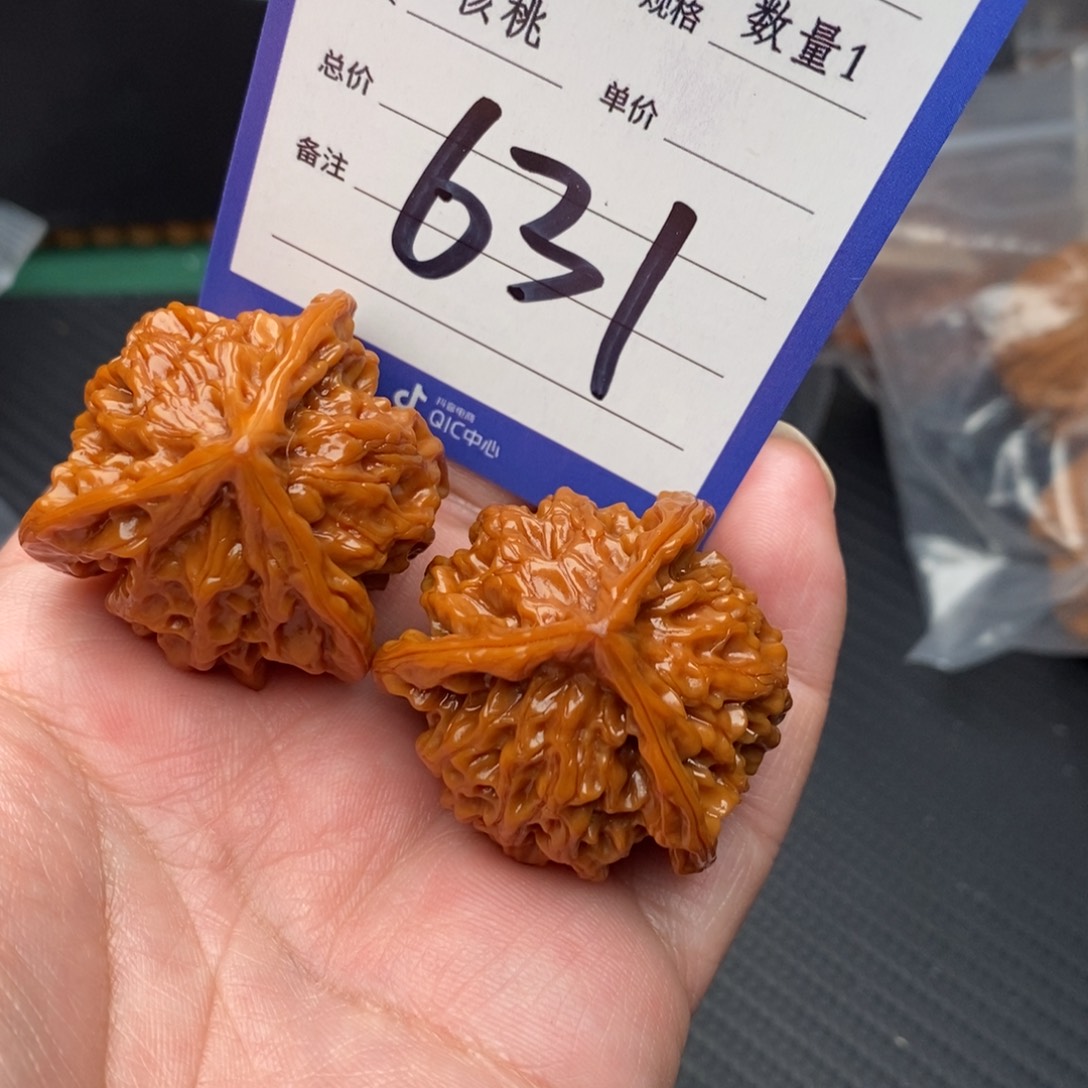 核桃 规格 数量1
总价 单价
备注
631
抖音电商
QIC中心